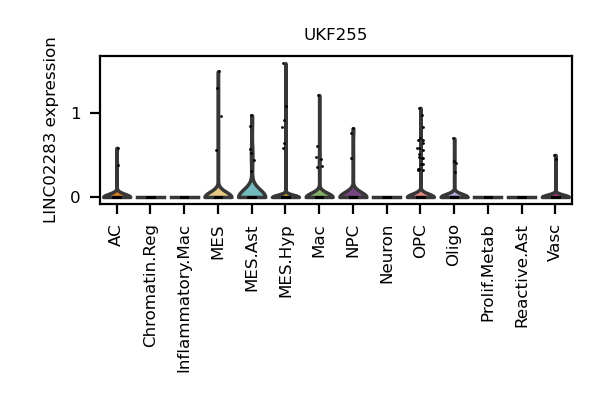 UKF255
LINC02283 expression
1
0
AC
Chromatin.Reg
Inflammatory.Mac
MES
MES.Ast
MES.Hyp
Mac
NPC
Neuron
OPC
Oligo
Prolif.Metab
Reactive.Ast
Vasc